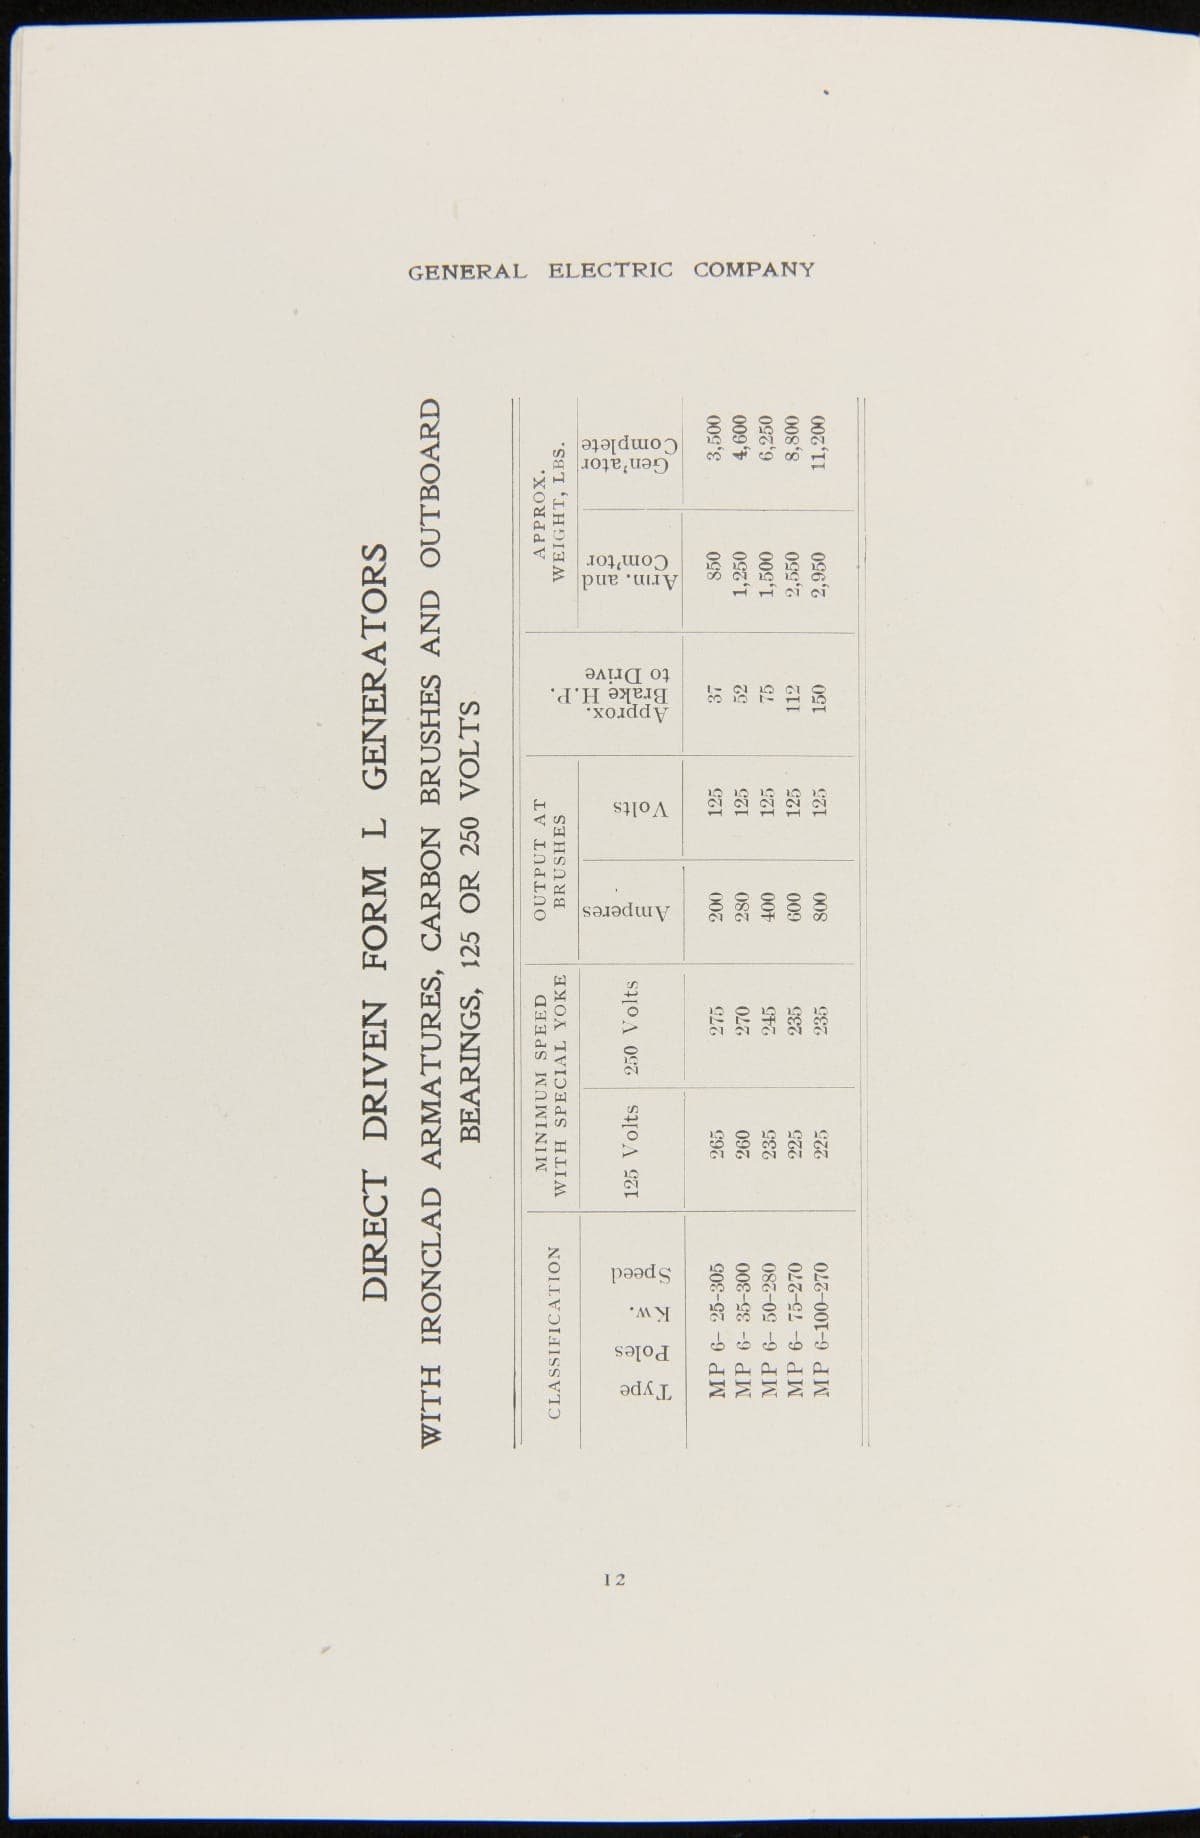 GENERAL ELECTRIC COMPANY
DIRECT DRIVEN FORM L GENERATORS
WITH IRONCLAD ARMATURES, CARBON BRUSHES AND OUTBOARD
BEARINGS, 125 OR 250 VOLTS
CLASSIFICATION MINIMUM SPEED WITH SPECIAL YOKE OUTPUT AT BRUSHES Approx. Brake H.P. to Drive APPROX. WEIGHT, LBS.
Type Poles Kw. Speed 125 Volts 250 Volts Amperes Volts Arm. and Com'tor Gen'ator Complete
MP 6- 25-305 265 275 200 125 37 850 3,500
MP 6- 35-300 260 270 280 125 52 1,250 4,600
MP 6- 50-280 235 245 400 125 75 1,500 6,250
MP 6- 75-270 225 235 600 125 112 2,550 8,800
MP 6-100-270 225 235 800 125 150 2,950 11,200
12